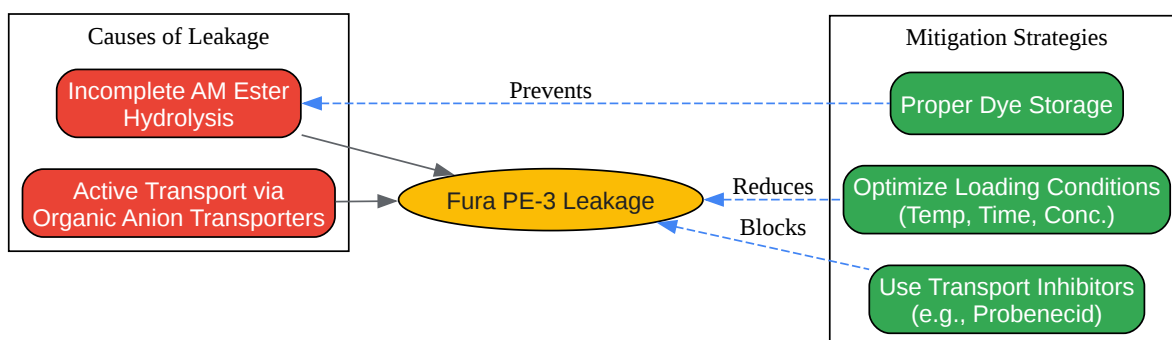 Causes of Leakage
Incomplete AM Ester
Hydrolysis
Active Transport via
Organic Anion Transporters
Fura PE-3 Leakage
Prevents
Reduces
Blocks
Mitigation Strategies
Proper Dye Storage
Optimize Loading Conditions
(Temp, Time, Conc.)
Use Transport Inhibitors
(e.g., Probenecid)